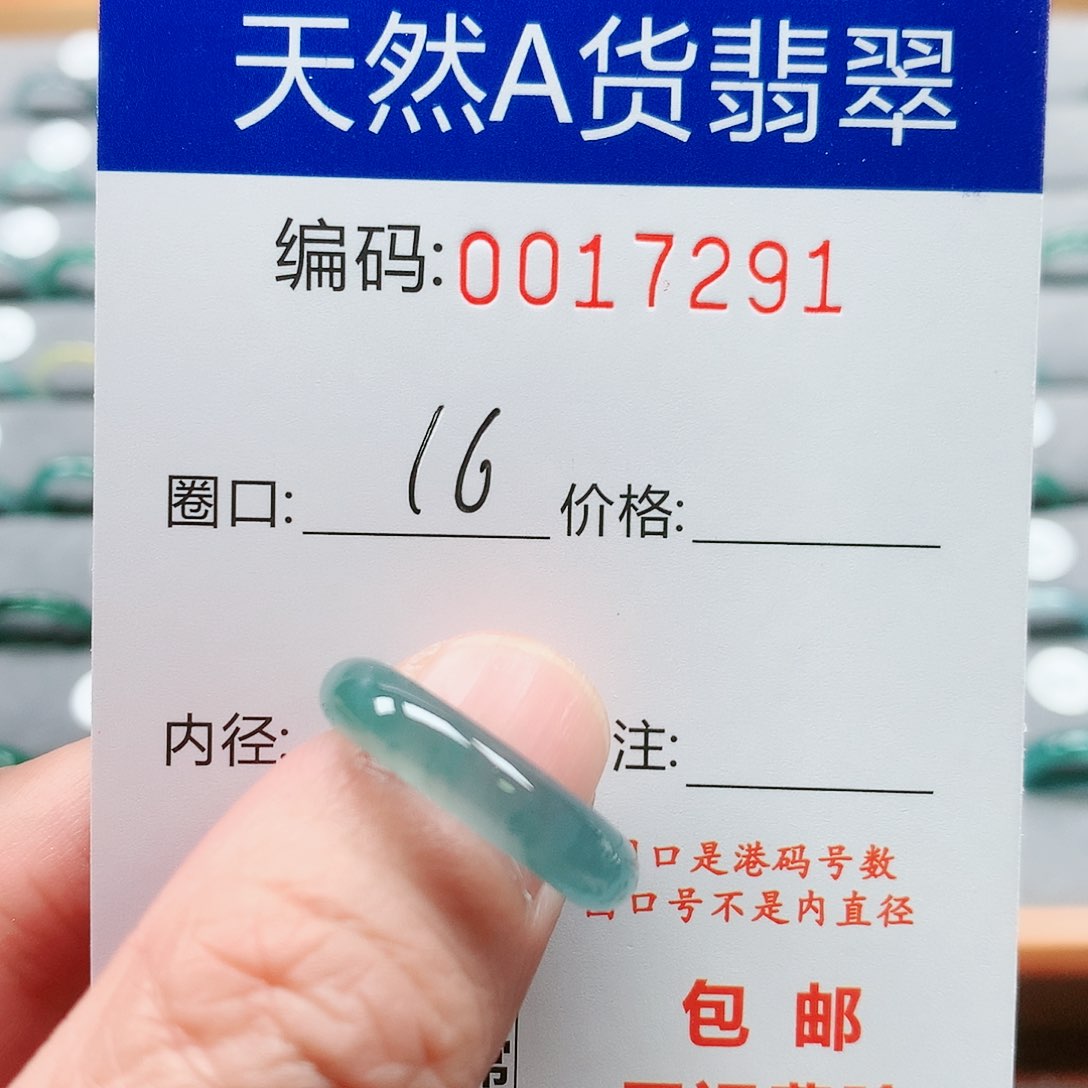 天然A货翡翠
编码:0017291
圈口: 16 价格:
内径: 注:
口是港码号数
口号不是内直径
包邮